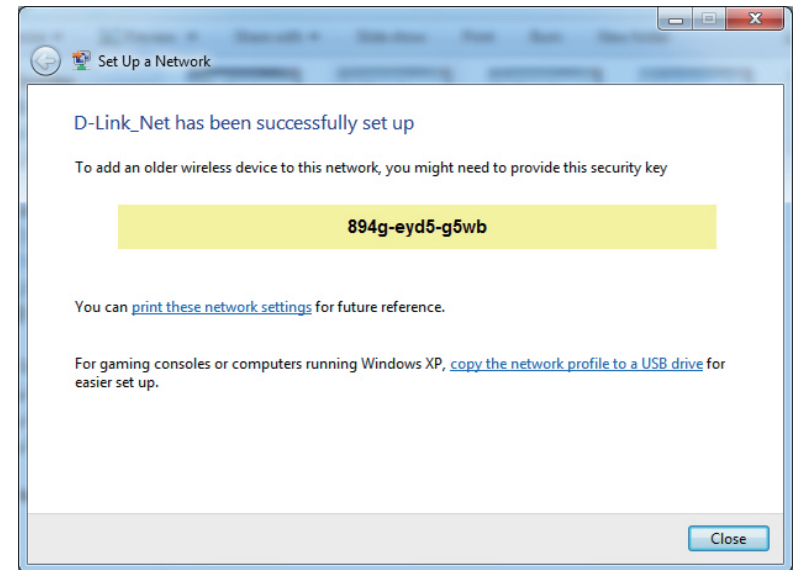 Set Up a Network
D-Link_Net has been successfully set up
To add an older wireless device to this network, you might need to provide this security key
894g-eyd5-g5wb
You can print these network settings for future reference.
For gaming consoles or computers running Windows XP, copy the network profile to a USB drive for
easier set up.
Close